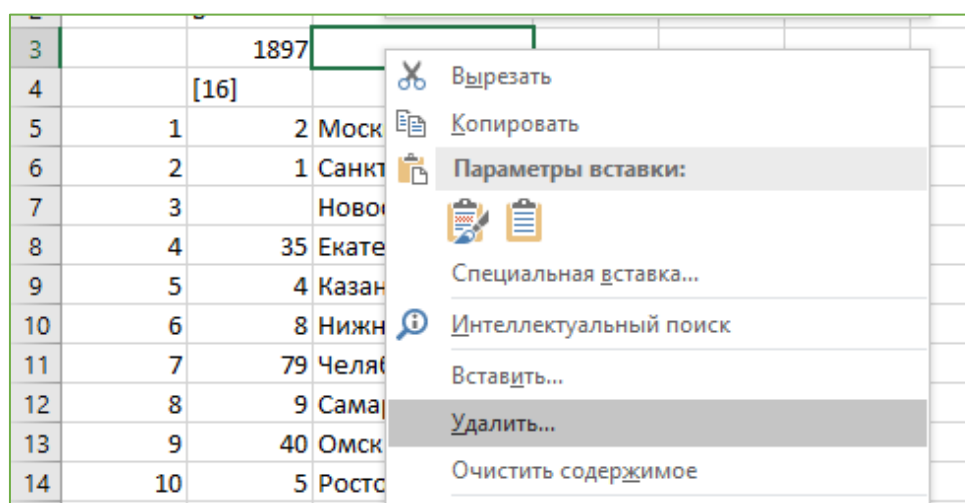 3 1897
Вырезать
4 [16]
Копировать
5 1 2 Моск
6 2 1 Санкт
Параметры вставки:
7 3 Ново
8 4 35 Екате
Специальная вставка...
9 5 4 Казан
10 6 8 Нижн
Интеллектуальный поиск
11 7 79 Челяб
Вставить...
12 8 9 Самар
Удалить...
13 9 40 Омск
Очистить содержимое
14 10 5 Росто